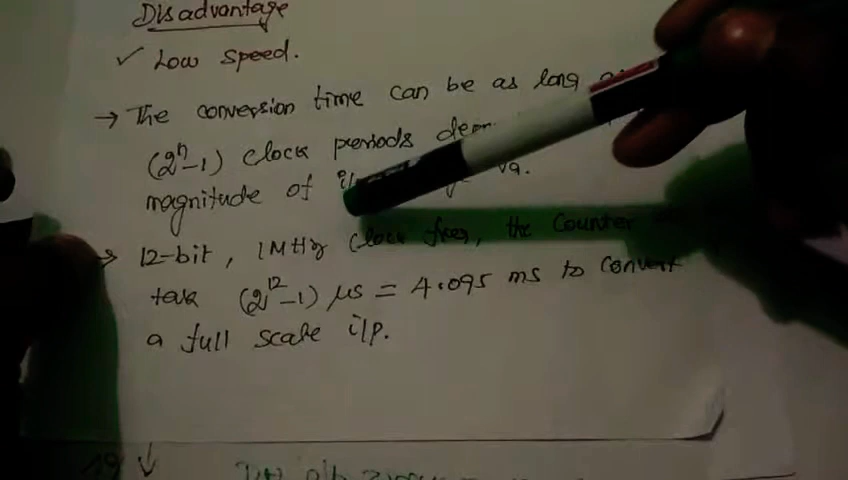 Disadvantage
✓ Low speed.
→ The conversion time can be as long
(2ⁿ-1) clock periods
magnitude of
→ 12-bit, 1MHz clock freq, the counter
take (2¹²-1) μs = 4.095 ms to convert
a full scale i/p.